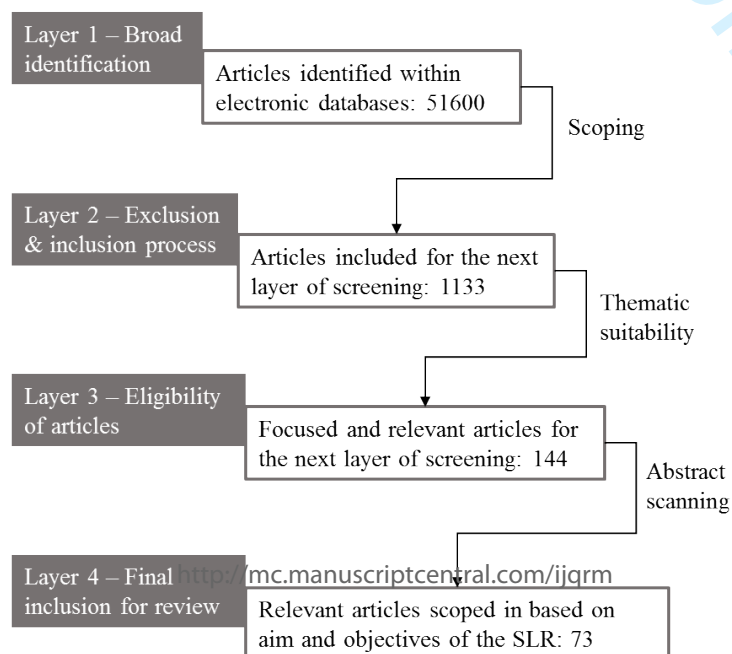 Layer 1 – Broad
identification
Articles identified within
electronic databases: 51600
Scoping
Layer 2 – Exclusion
& inclusion process
Articles included for the next
layer of screening: 1133
Thematic
suitability
Layer 3 – Eligibility
of articles
Focused and relevant articles for
the next layer of screening: 144
Abstract
scanning
Layer 4 – Final
inclusion for review
http://mc.manuscriptcentral.com/ijqrm
Relevant articles scoped in based on
aim and objectives of the SLR: 73